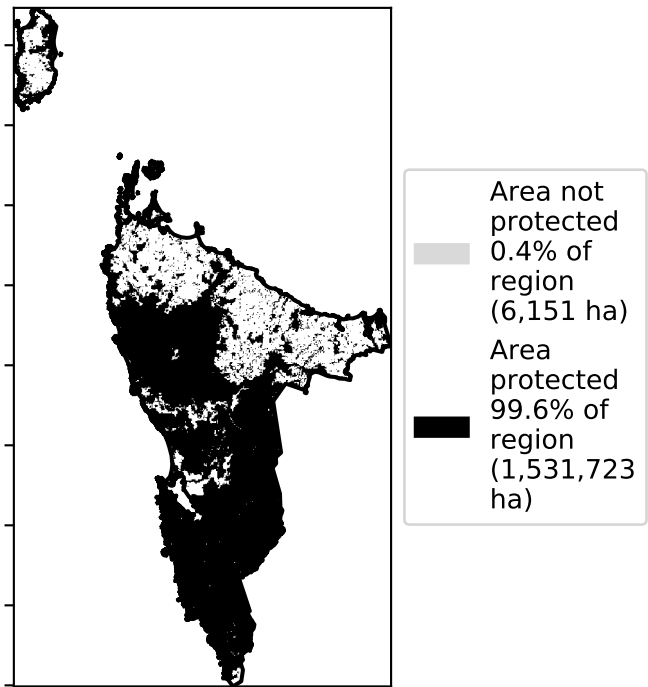 Area not
protected
0.4% of
region
(6,151 ha)
Area
protected
99.6% of
region
(1,531,723
ha)